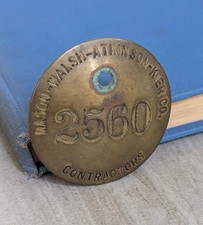 MASON-WALSH-ATKINSON-KIER CO.
2560
CONTRACTORS